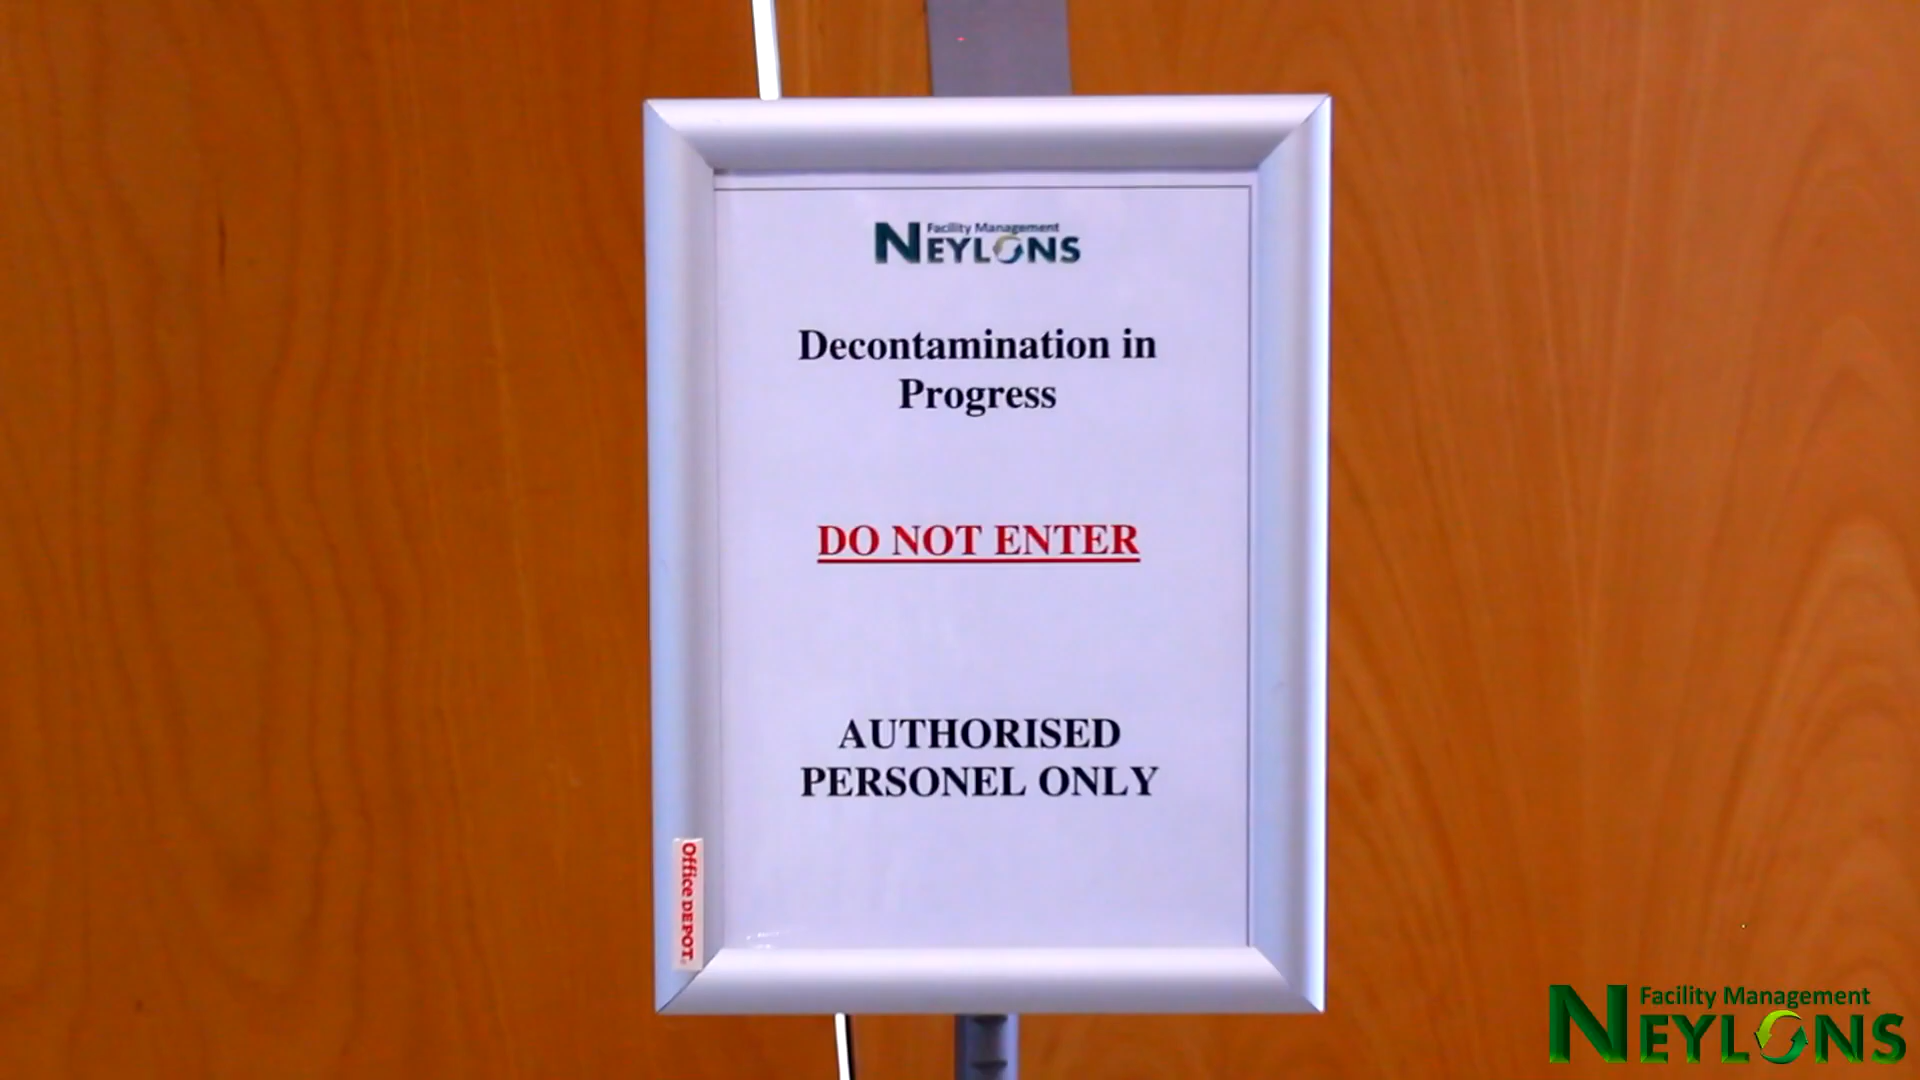 Facility Management
NEYLONS
Decontamination in
Progress
DO NOT ENTER
AUTHORISED
PERSONEL ONLY
Office DEPOT
Facility Management
NEYLONS